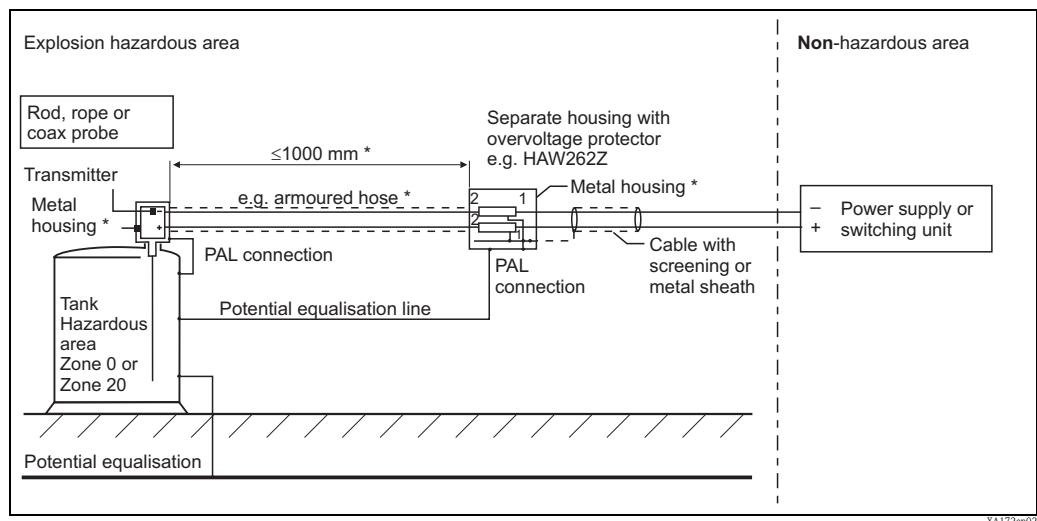 Explosion hazardous area
Non-hazardous area
Rod, rope or
coax probe
Separate housing with
overvoltage protector
e.g. HAW262Z
≤1000 mm *
Transmitter
Metal
housing *
e.g. armoured hose *
2
1
Metal housing *
–
+
2
1
–
+
Power supply or
switching unit
PAL connection
PAL
connection
Cable with
screening or
metal sheath
Tank
Hazardous
area
Zone 0 or
Zone 20
Potential equalisation line
Potential equalisation
XA172en02